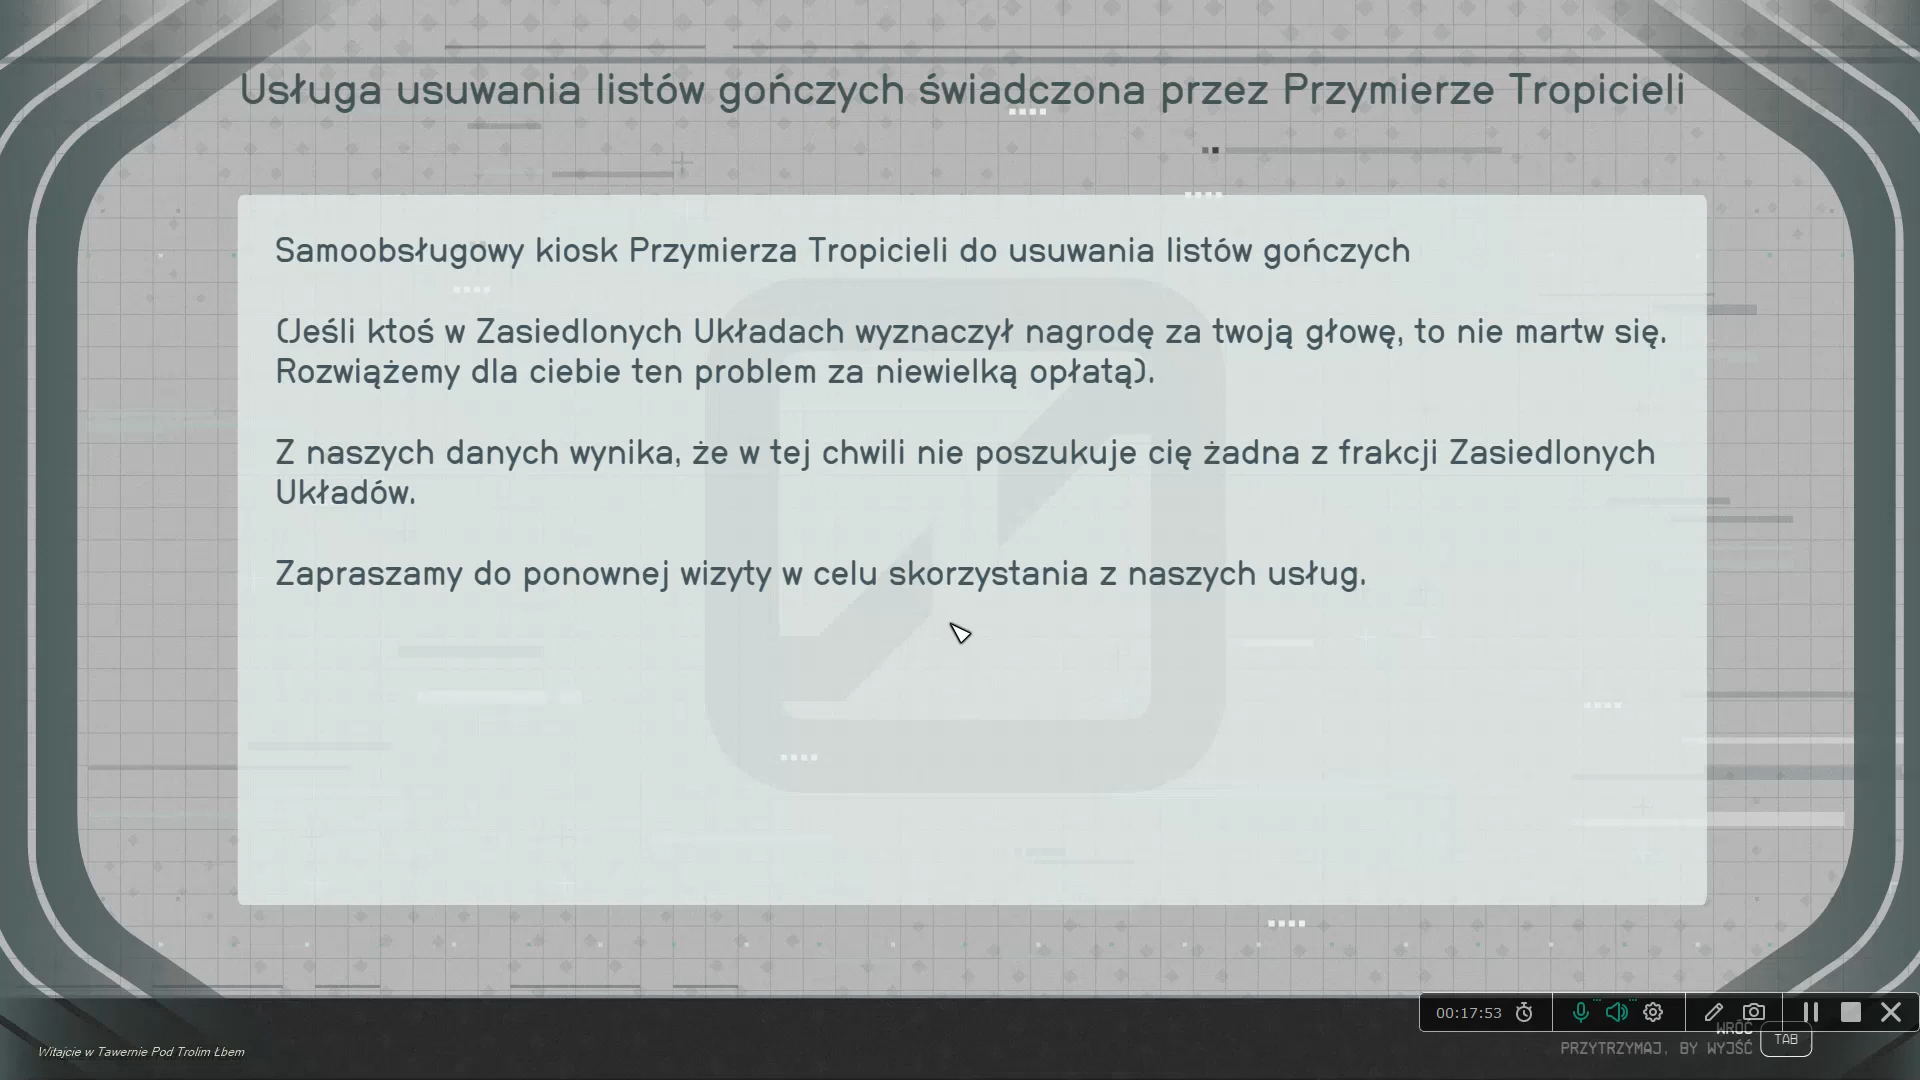 Usługa usuwania listów gończych świadczona przez Przymierze Tropicieli
Samoobsługowy kiosk Przymierza Tropicieli do usuwania listów gończych
(Jeśli ktoś w Zasiedlonych Układach wyznaczył nagrodę za twoją głowę, to nie martw się.
Rozwiążemy dla ciebie ten problem za niewielką opłatą).
Z naszych danych wynika, że w tej chwili nie poszukuje cię żadna z frakcji Zasiedlonych
Układów.
Zapraszamy do ponownej wizyty w celu skorzystania z naszych usług.
00:17:53
WRÓĆ
PRZYTRZYMAJ, BY WYJŚĆ
TAB
Witajcie w Tawernie Pod Trolim Łbem